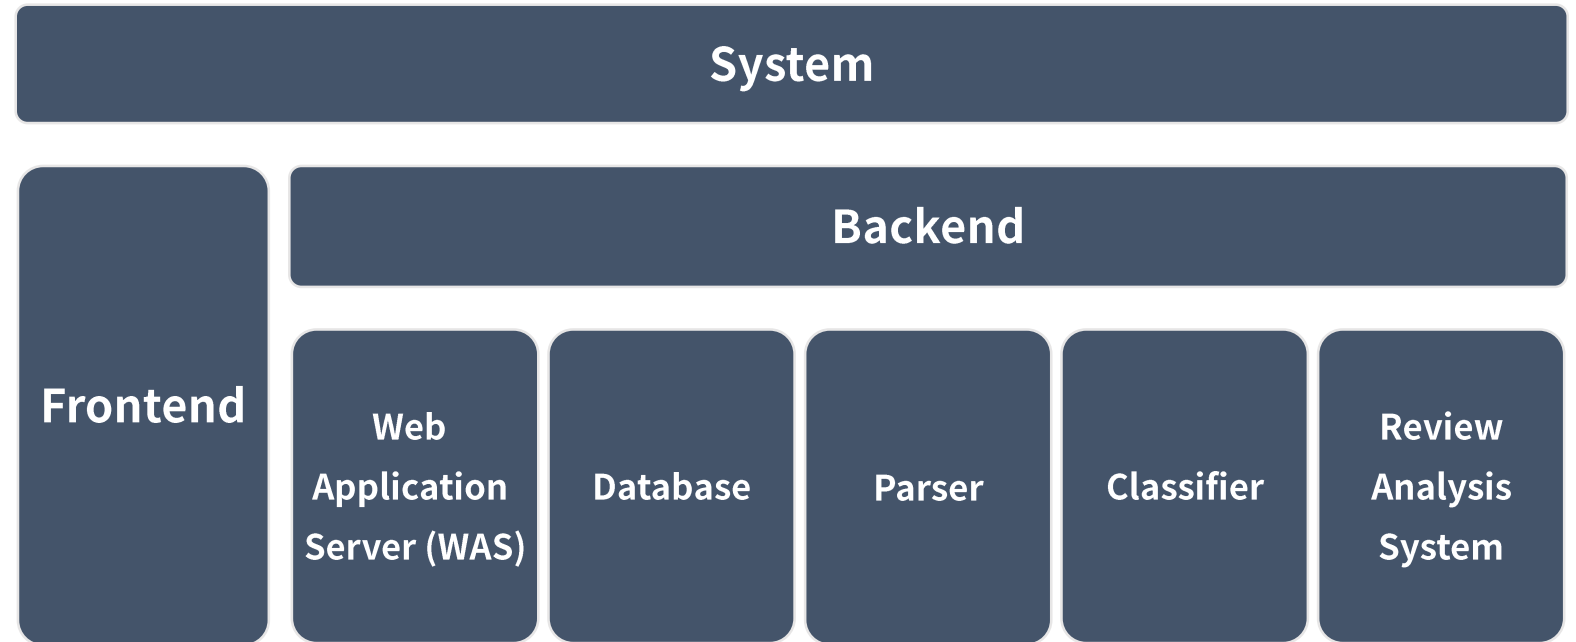 System
Frontend
Backend
Web
Application
Server (WAS)
Database
Parser
Classifier
Review
Analysis
System